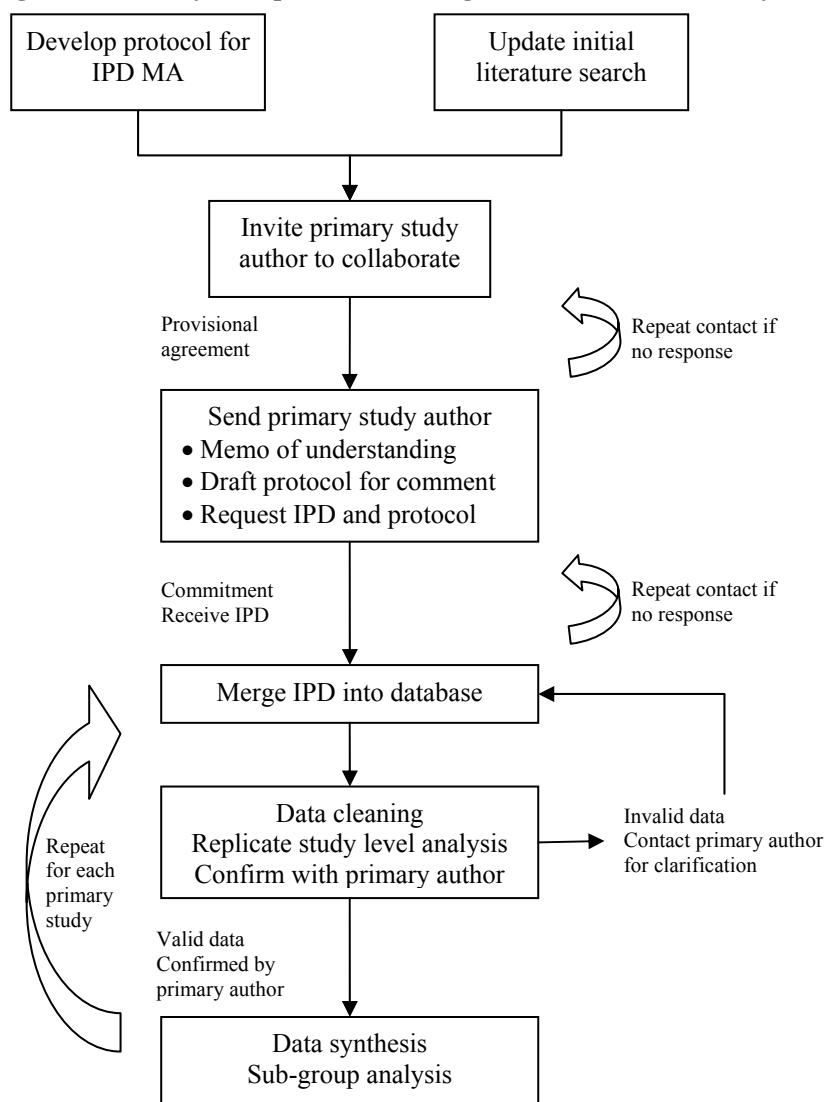 Develop protocol for
IPD MA
Update initial
literature search
Invite primary study
author to collaborate
Provisional
agreement
Repeat contact if
no response
Send primary study author
• Memo of understanding
• Draft protocol for comment
• Request IPD and protocol
Commitment
Receive IPD
Repeat contact if
no response
Merge IPD into database
Data cleaning
Replicate study level analysis
Confirm with primary author
Invalid data
Contact primary author
for clarification
Repeat
for each
primary
study
Valid data
Confirmed by
primary author
Data synthesis
Sub-group analysis